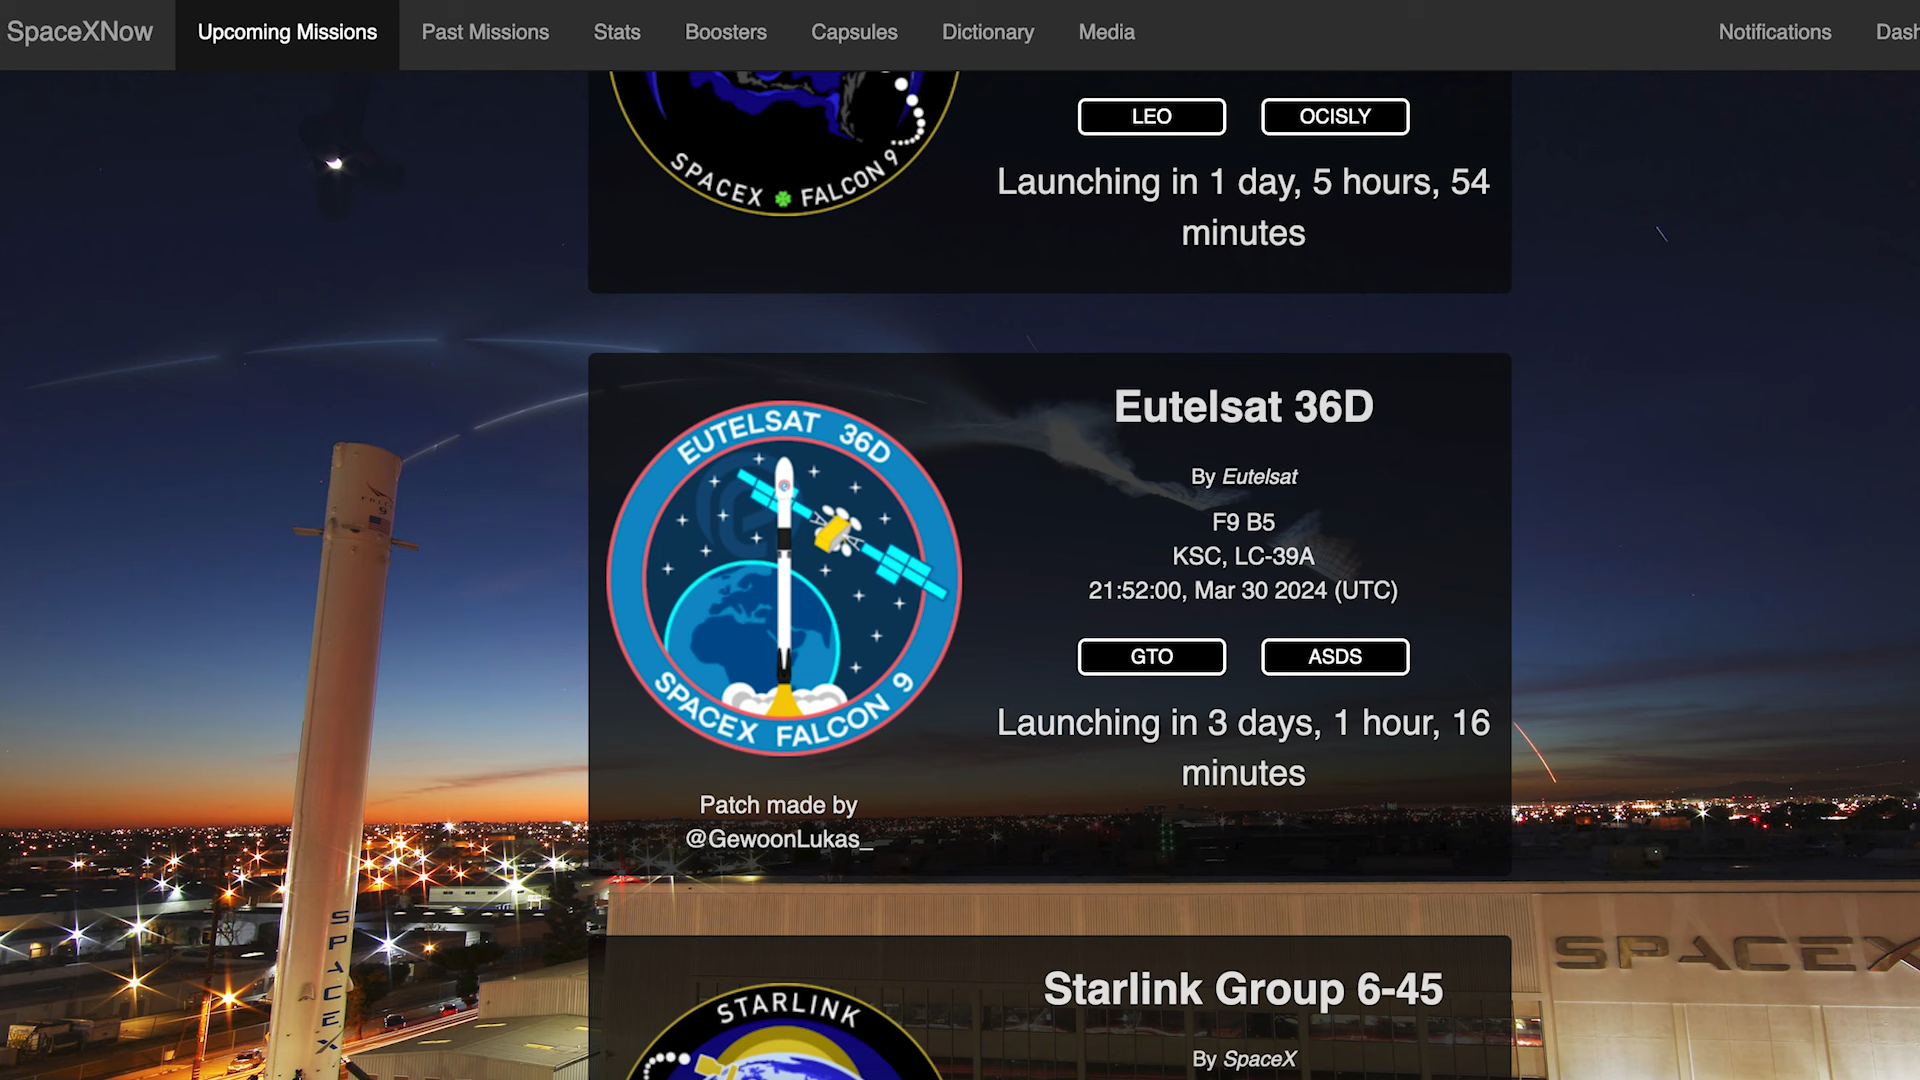 SpaceXNow
Upcoming Missions
Past Missions
Stats
Boosters
Capsules
Dictionary
Media
Notifications
Dash
SPACEX FALCON 9
LEO
OCISLY
Launching in 1 day, 5 hours, 54
minutes
EUTELSAT 36D
SPACEX FALCON 9
Patch made by
@GewoonLukas_
Eutelsat 36D
By Eutelsat
F9 B5
KSC, LC-39A
21:52:00, Mar 30 2024 (UTC)
GTO
ASDS
Launching in 3 days, 1 hour, 16
minutes
FALCON
9
SPACEX
SPACEX
STARLINK
Starlink Group 6-45
By SpaceX